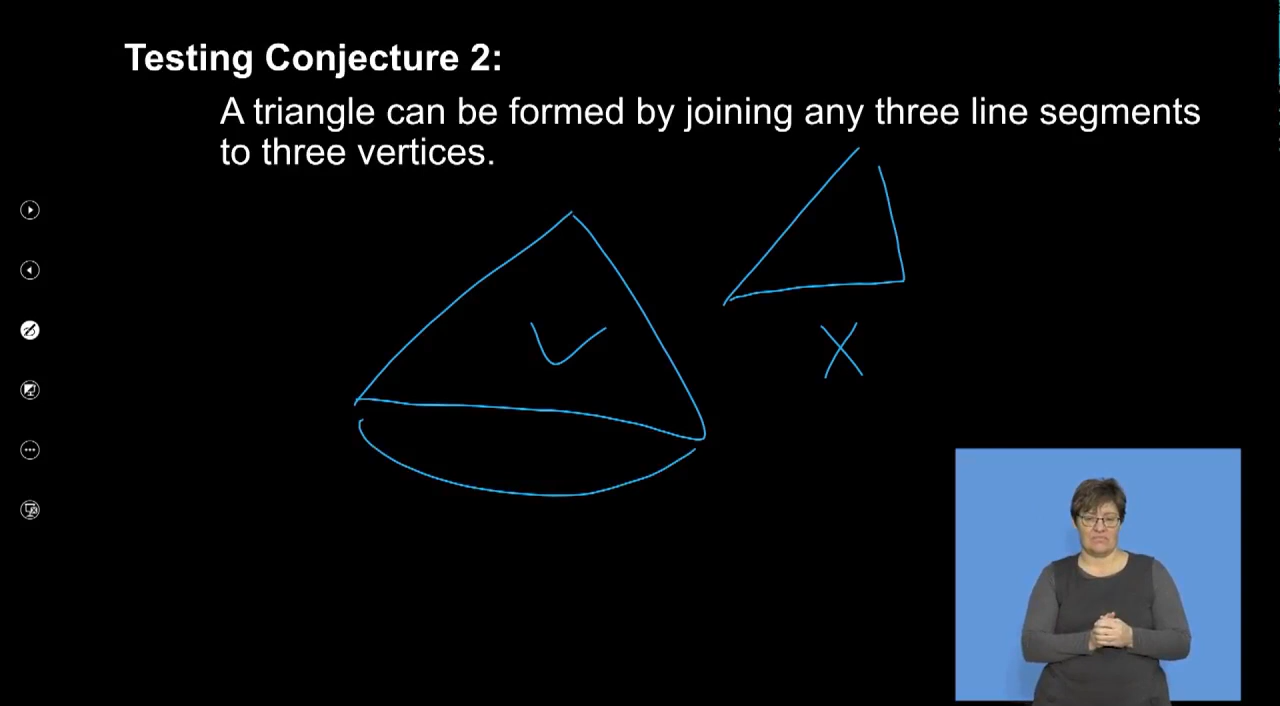 Testing Conjecture 2:
A triangle can be formed by joining any three line segments
to three vertices.